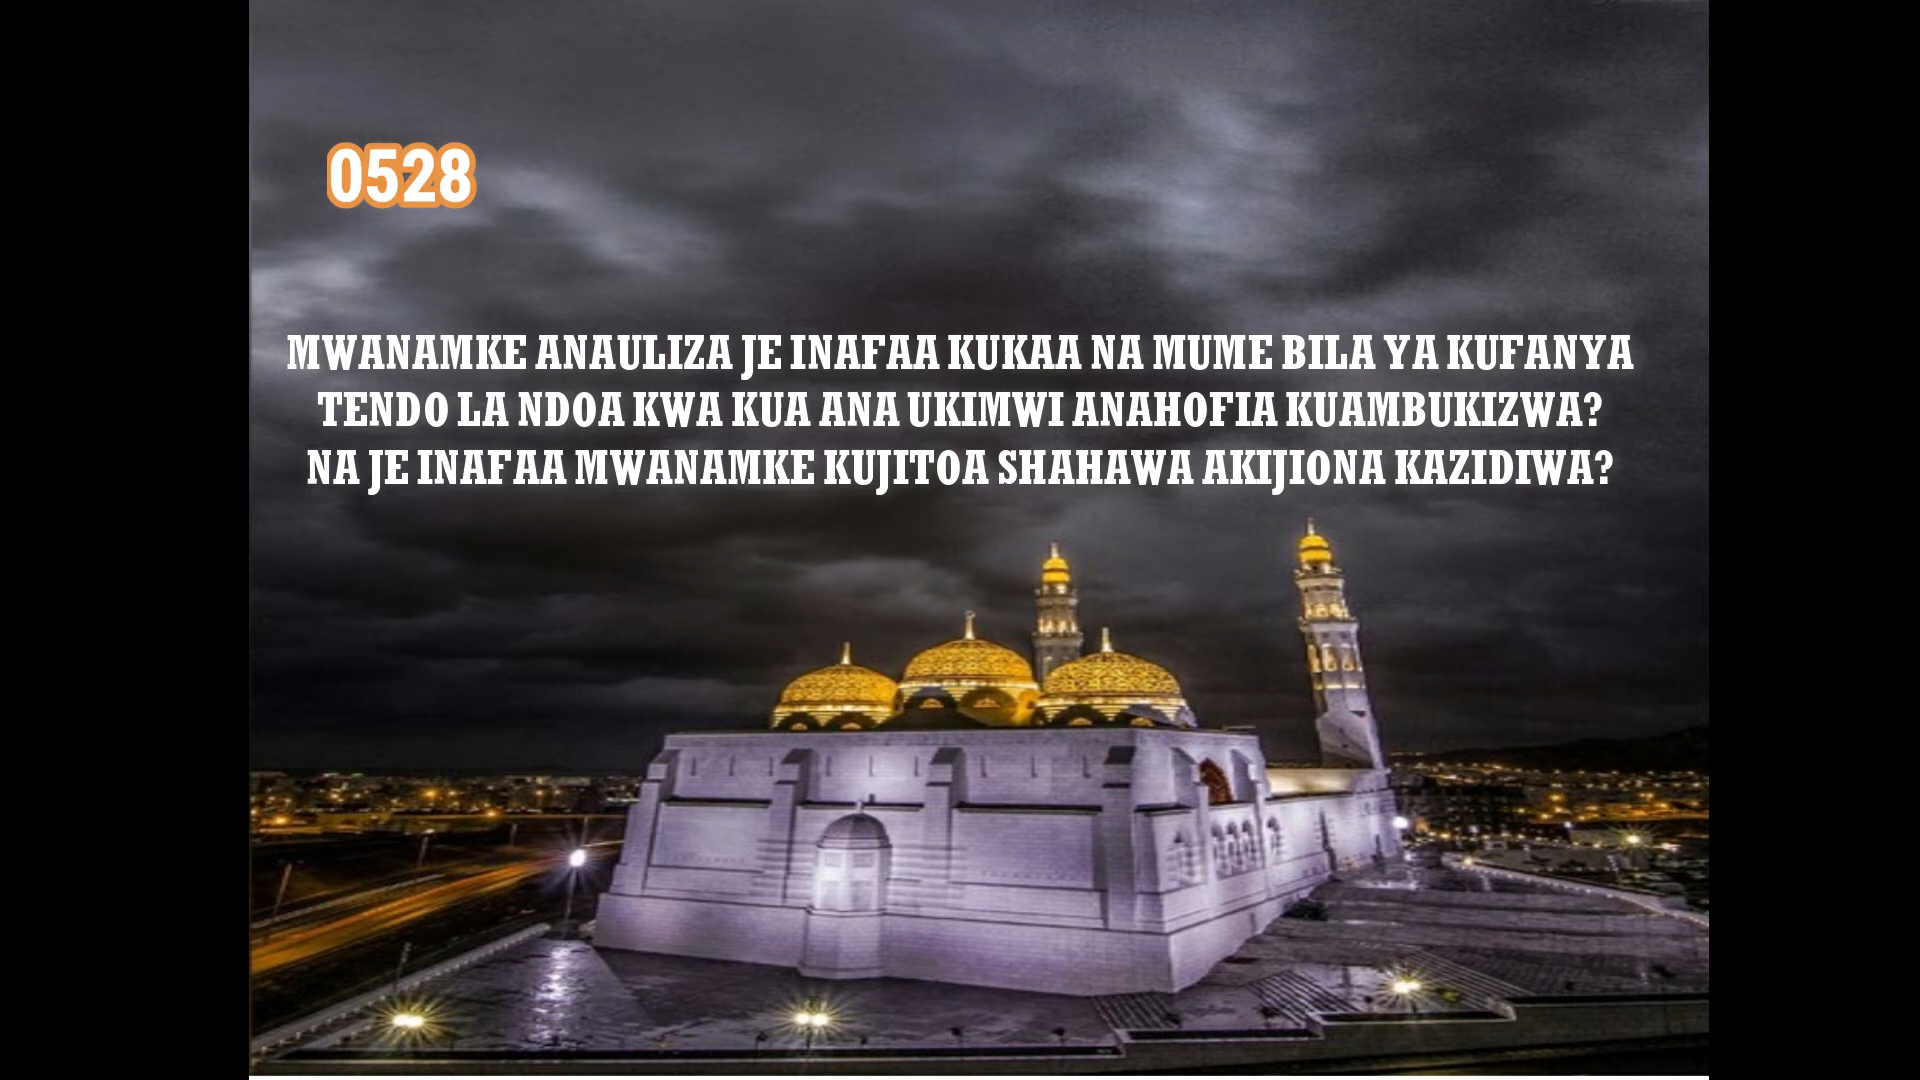 0528
MWANAMKE ANAULIZA JE INAFAA KUKAA NA MUME BILA YA KUFANYA
TENDO LA NDOA KWA KUA ANA UKIMWI ANAHOFIA KUAMBUKIZWA?
NA JE INAFAA MWANAMKE KUJITOA SHAHAWA AKIJIONA KAZIDIWA?